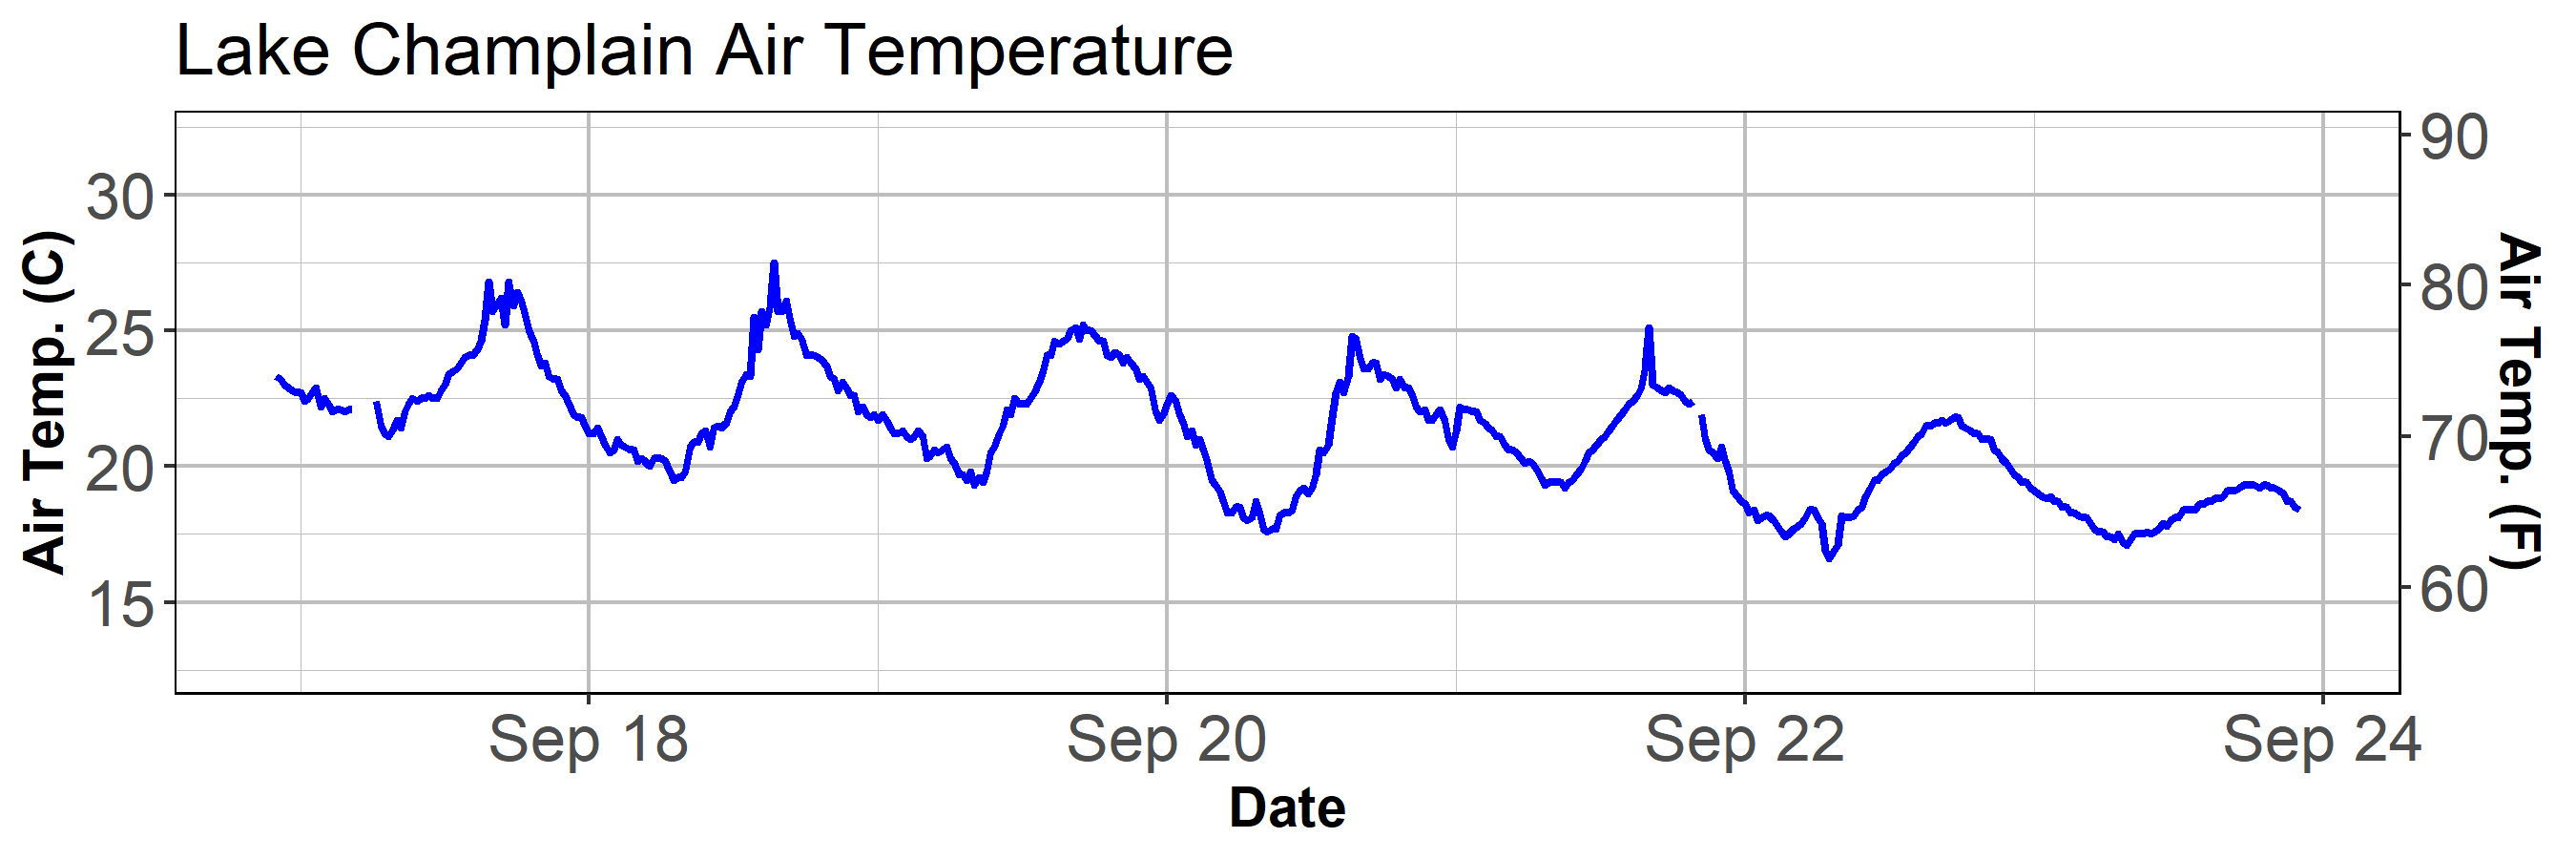 Lake Champlain Air Temperature
Air Temp. (C)
30
25
20
15
90
80
70
60
Air Temp. (F)
Sep 18
Sep 20
Sep 22
Sep 24
Date